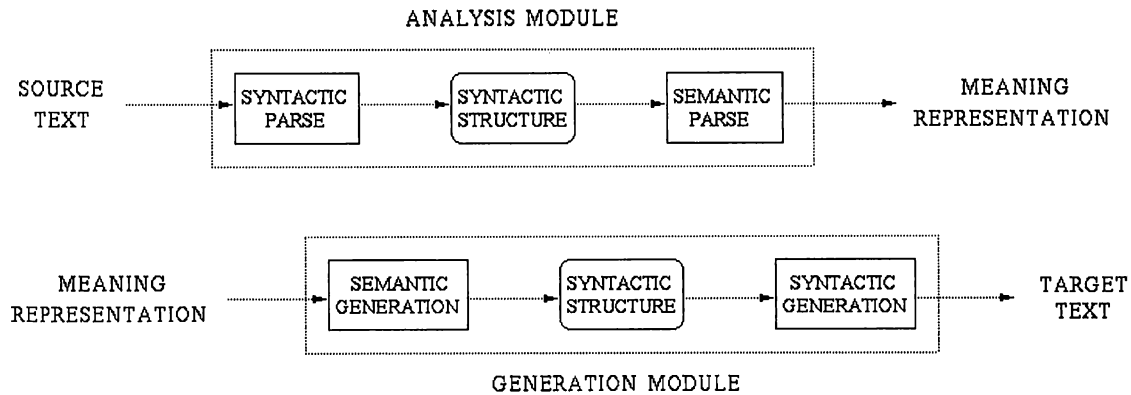 ANALYSIS MODULE
SOURCE
TEXT
SYNTACTIC
PARSE
SYNTACTIC
STRUCTURE
SEMANTIC
PARSE
MEANING
REPRESENTATION
MEANING
REPRESENTATION
SEMANTIC
GENERATION
SYNTACTIC
STRUCTURE
SYNTACTIC
GENERATION
TARGET
TEXT
GENERATION MODULE